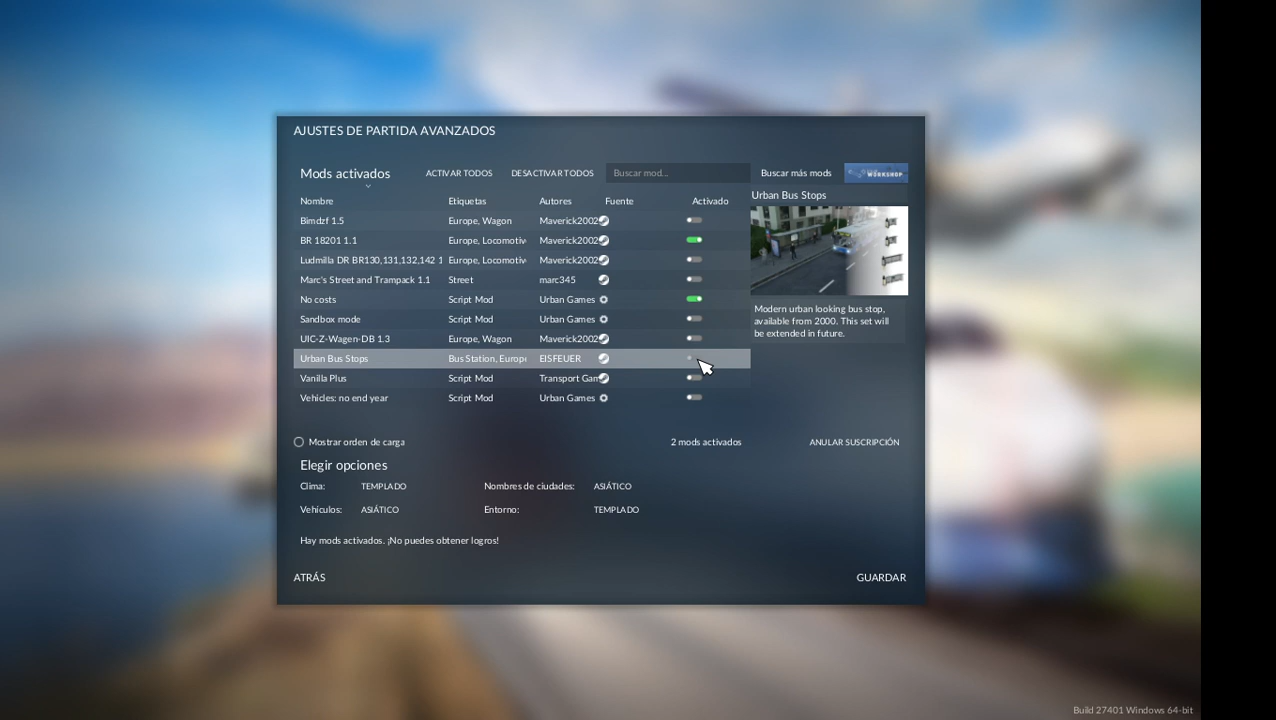 AJUSTES DE PARTIDA AVANZADOS
Mods activados ACTIVAR TODOS DESACTIVAR TODOS Buscar mod... Buscar más mods WORKSHOP
Nombre Etiquetas Autores Fuente Activado Urban Bus Stops
Bimdzf 1.5 Europe, Wagon Maverick2002
BR 18201 1.1 Europe, Locomotiv Maverick2002
Ludmilla DR BR130,131,132,142 1 Europe, Locomotiv Maverick2002
Marc's Street and Trampack 1.1 Street marc345
No costs Script Mod Urban Games
Sandbox mode Script Mod Urban Games
UIC-Z-Wagen-DB 1.3 Europe, Wagon Maverick2002
Urban Bus Stops Bus Station, Europe EISFEUER
Vanilla Plus Script Mod Transport Gam
Vehicles: no end year Script Mod Urban Games
Modern urban looking bus stop,
available from 2000. This set will
be extended in future.
Mostrar orden de carga 2 mods activados ANULAR SUSCRIPCIÓN
Elegir opciones
Clima: TEMPLADO Nombres de ciudades: ASIÁTICO
Vehículos: ASIÁTICO Entorno: TEMPLADO
Hay mods activados. ¡No puedes obtener logros!
ATRÁS GUARDAR
Build 27401 Windows 64-bit